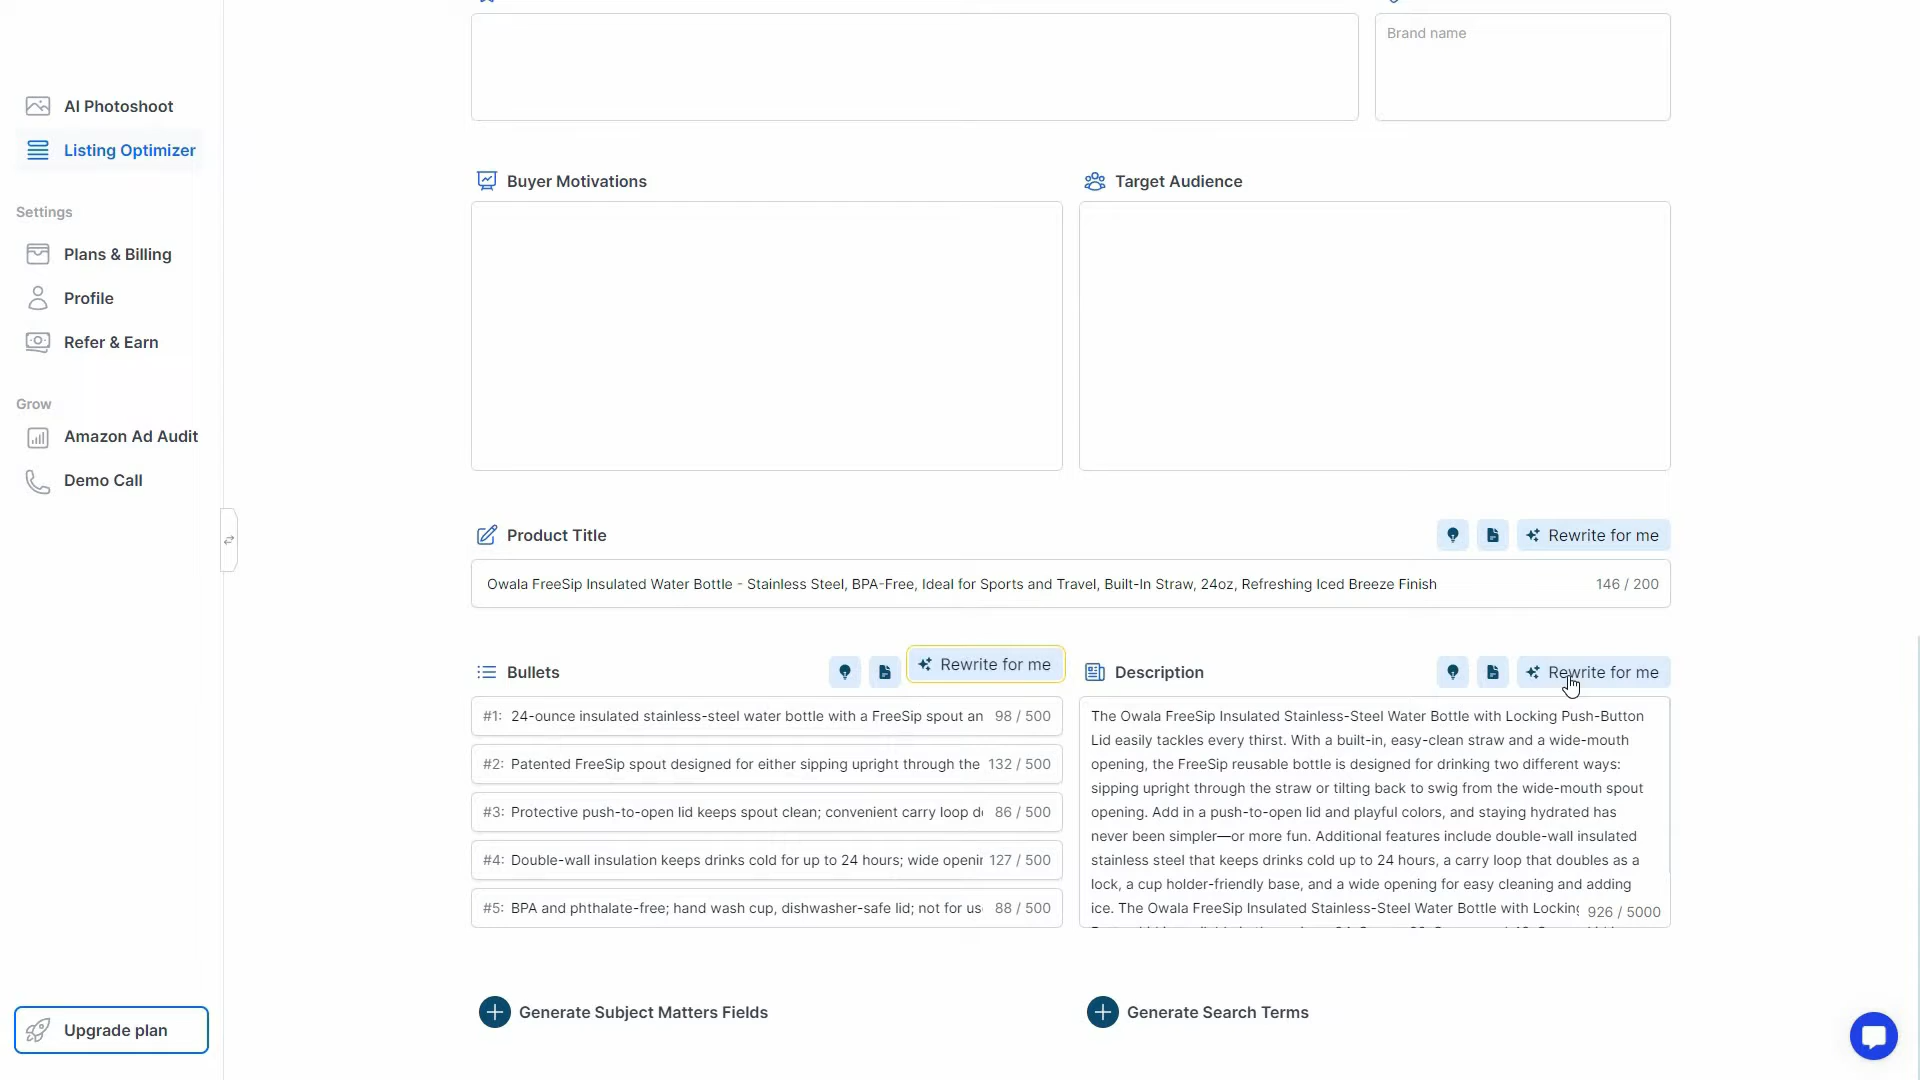 Brand name
AI Photoshoot
Listing Optimizer
Settings
Plans & Billing
Profile
Refer & Earn
Grow
Amazon Ad Audit
Demo Call
Upgrade plan
Buyer Motivations
Target Audience
Product Title
Rewrite for me
Owala FreeSip Insulated Water Bottle - Stainless Steel, BPA-Free, Ideal for Sports and Travel, Built-In Straw, 24oz, Refreshing Iced Breeze Finish
146 / 200
Bullets
Rewrite for me
#1: 24-ounce insulated stainless-steel water bottle with a FreeSip spout an 98 / 500
#2: Patented FreeSip spout designed for either sipping upright through the 132 / 500
#3: Protective push-to-open lid keeps spout clean; convenient carry loop d 86 / 500
#4: Double-wall insulation keeps drinks cold for up to 24 hours; wide openi 127 / 500
#5: BPA and phthalate-free; hand wash cup, dishwasher-safe lid; not for us 88 / 500
Description
Rewrite for me
The Owala FreeSip Insulated Stainless-Steel Water Bottle with Locking Push-Button
Lid easily tackles every thirst. With a built-in, easy-clean straw and a wide-mouth
opening, the FreeSip reusable bottle is designed for drinking two different ways:
sipping upright through the straw or tilting back to swig from the wide-mouth spout
opening. Add in a push-to-open lid and playful colors, and staying hydrated has
never been simpler—or more fun. Additional features include double-wall insulated
stainless steel that keeps drinks cold up to 24 hours, a carry loop that doubles as a
lock, a cup holder-friendly base, and a wide opening for easy cleaning and adding
ice. The Owala FreeSip Insulated Stainless-Steel Water Bottle with Locking
926 / 5000
Generate Subject Matters Fields
Generate Search Terms